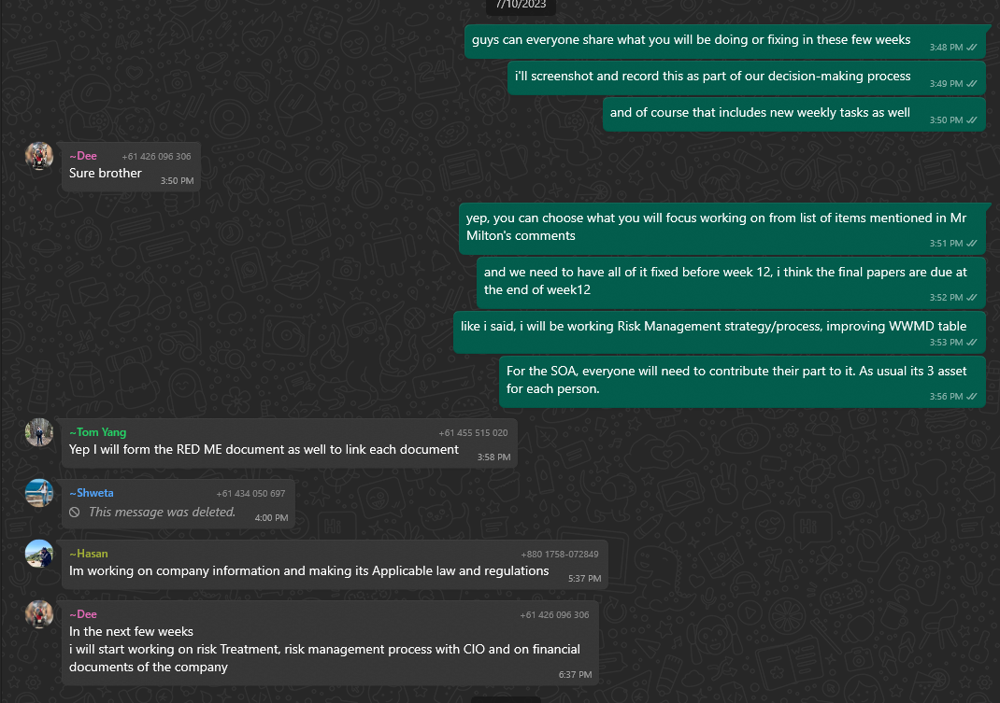 7/10/2023
guys can everyone share what you will be doing or fixing in these few weeks
3:48 PM
i'll screenshot and record this as part of our decision-making process
3:49 PM
and of course that includes new weekly tasks as well
3:50 PM
~Dee +61 426 096 306
Sure brother
3:50 PM
yep, you can choose what you will focus working on from list of items mentioned in Mr
Milton's comments
3:51 PM
and we need to have all of it fixed before week 12, i think the final papers are due at
the end of week12
3:52 PM
like i said, i will be working Risk Management strategy/process, improving WWMD table
3:53 PM
For the SOA, everyone will need to contribute their part to it. As usual its 3 asset
for each person.
3:56 PM
~Tom Yang +61 455 515 020
Yep I will form the RED ME document as well to link each document
3:58 PM
~Shweta +61 434 050 697
This message was deleted.
4:00 PM
~Hasan +880 1758-072849
Im working on company information and making its Applicable law and regulations
5:37 PM
~Dee +61 426 096 306
In the next few weeks
i will start working on risk Treatment, risk management process with CIO and on financial
documents of the company
6:37 PM